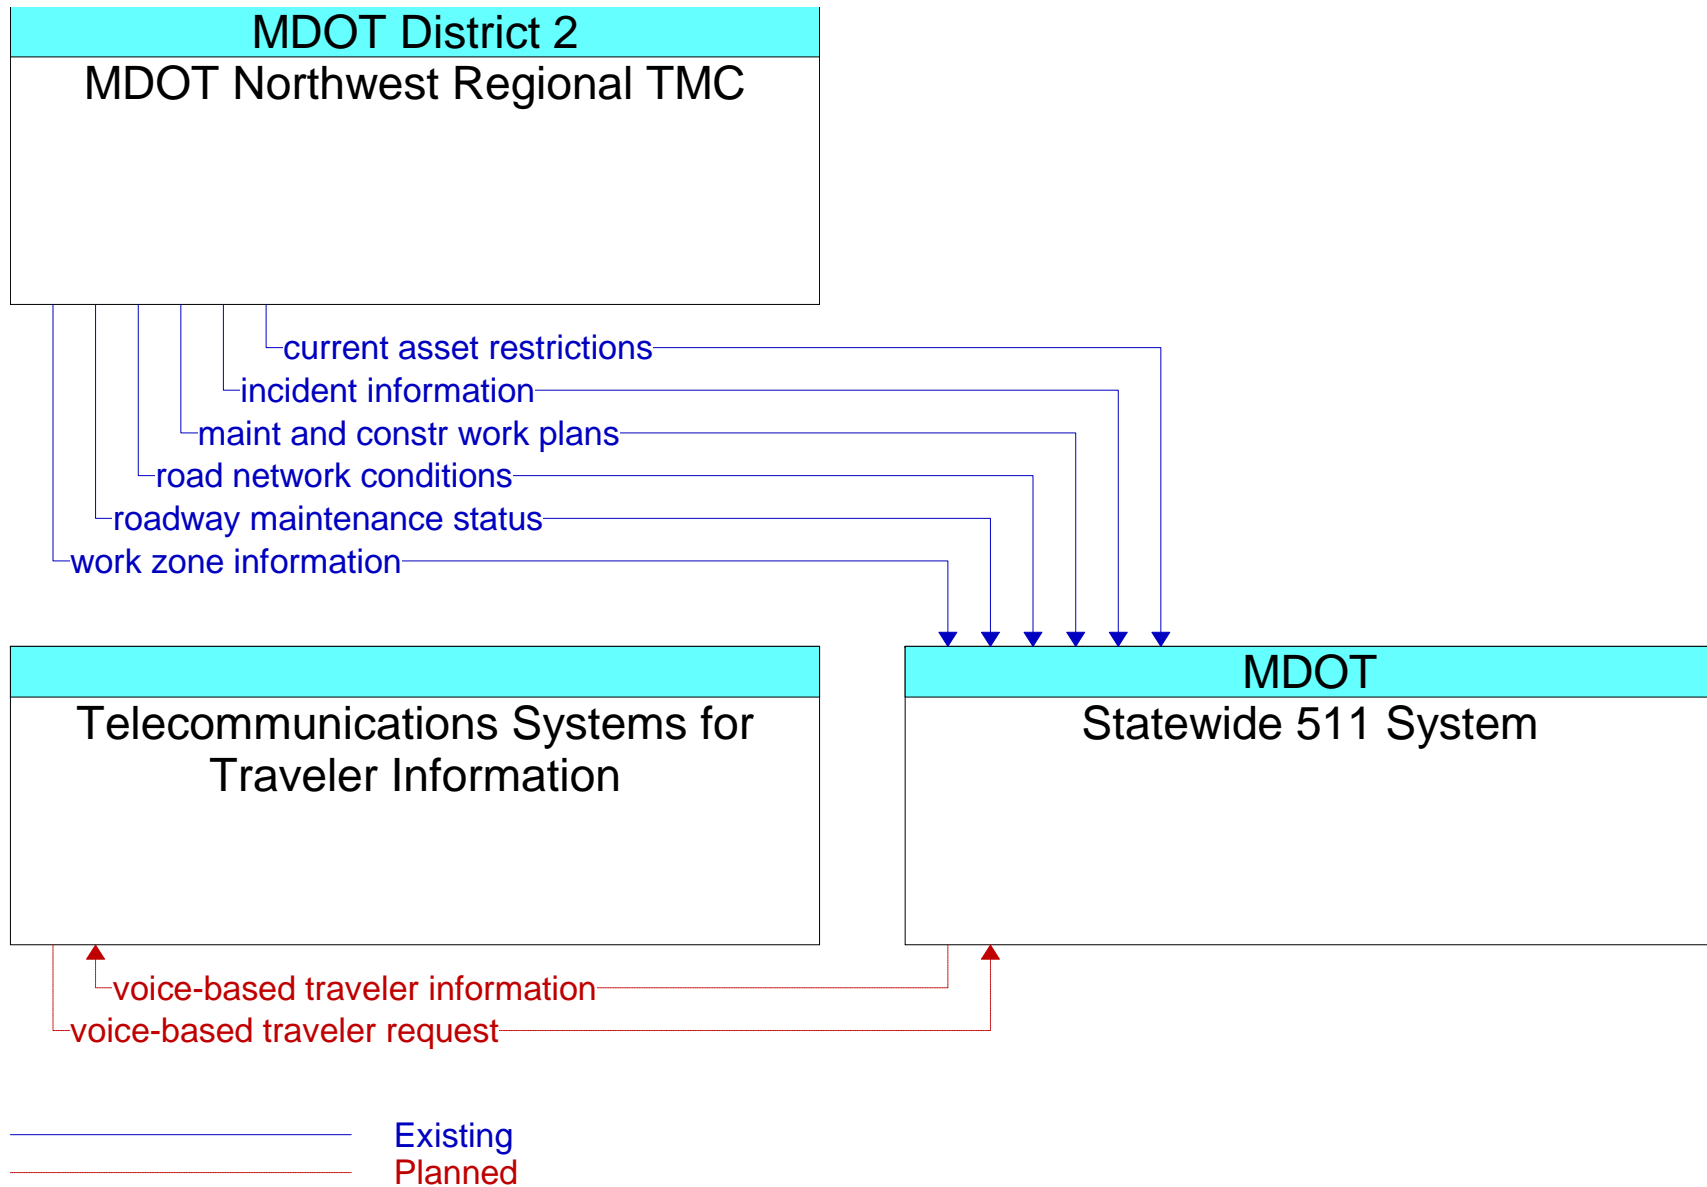 MDOT District 2
MDOT Northwest Regional TMC
current asset restrictions
incident information
maint and constr work plans
road network conditions
roadway maintenance status
work zone information
Telecommunications Systems for
Traveler Information
MDOT
Statewide 511 System
voice-based traveler information
voice-based traveler request
Existing
Planned